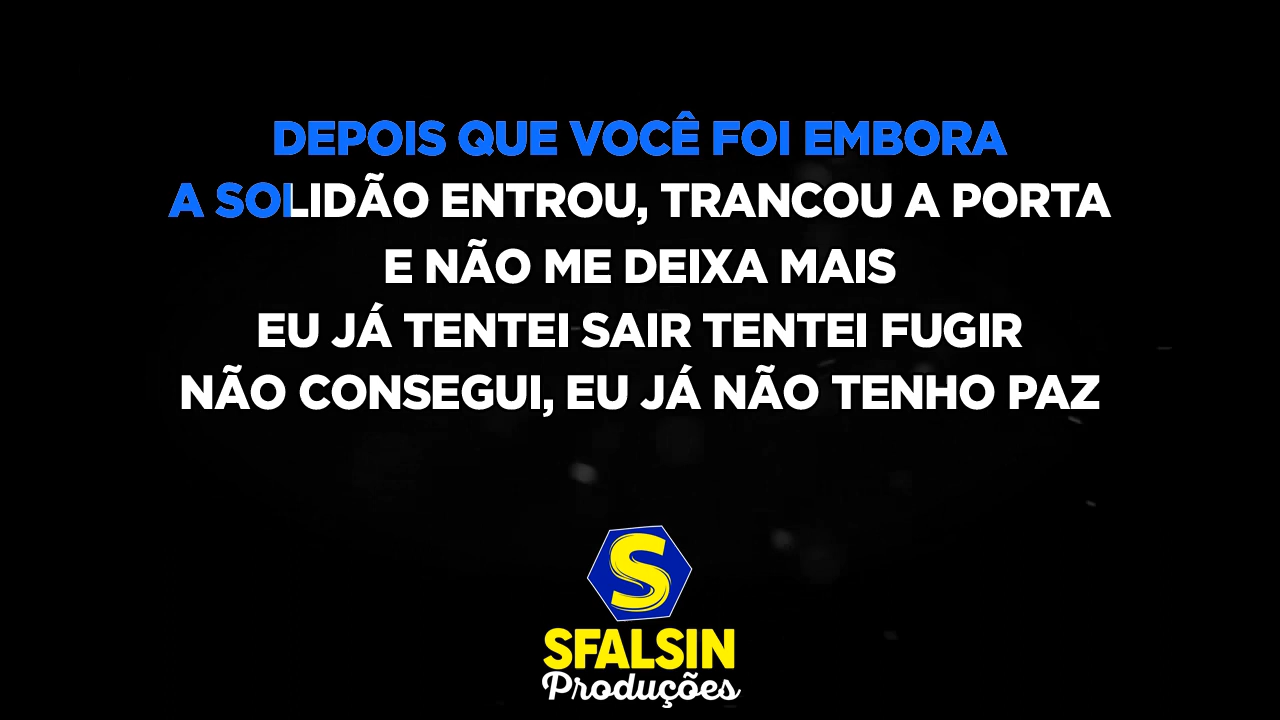 DEPOIS QUE VOCÊ FOI EMBORA
A SOLIDÃO ENTROU, TRANCOU A PORTA
E NÃO ME DEIXA MAIS
EU JÁ TENTEI SAIR TENTEI FUGIR
NÃO CONSEGUI, EU JÁ NÃO TENHO PAZ
S
SFALSIN
Produções